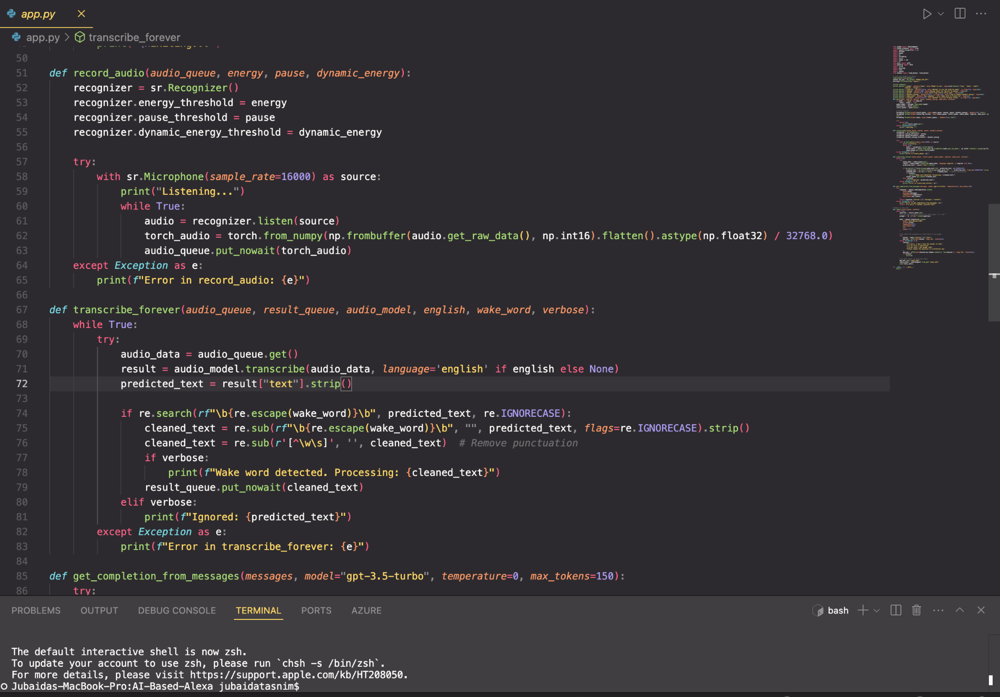 app.py
app.py > transcribe_forever
50
51 def record_audio(audio_queue, energy, pause, dynamic_energy):
52     recognizer = sr.Recognizer()
53     recognizer.energy_threshold = energy
54     recognizer.pause_threshold = pause
55     recognizer.dynamic_energy_threshold = dynamic_energy
56
57     try:
58         with sr.Microphone(sample_rate=16000) as source:
59             print("Listening...")
60             while True:
61                 audio = recognizer.listen(source)
62                 torch_audio = torch.from_numpy(np.frombuffer(audio.get_raw_data(), np.int16).flatten().astype(np.float32) / 32768.0)
63                 audio_queue.put_nowait(torch_audio)
64     except Exception as e:
65         print(f"Error in record_audio: {e}")
66
67 def transcribe_forever(audio_queue, result_queue, audio_model, english, wake_word, verbose):
68     while True:
69         try:
70             audio_data = audio_queue.get()
71             result = audio_model.transcribe(audio_data, language='english' if english else None)
72             predicted_text = result["text"].strip()
73
74             if re.search(rf"\b{re.escape(wake_word)}\b", predicted_text, re.IGNORECASE):
75                 cleaned_text = re.sub(rf"\b{re.escape(wake_word)}\b", "", predicted_text, flags=re.IGNORECASE).strip()
76                 cleaned_text = re.sub(r'[^\w\s]', '', cleaned_text)  # Remove punctuation
77                 if verbose:
78                     print(f"Wake word detected. Processing: {cleaned_text}")
79                 result_queue.put_nowait(cleaned_text)
80             elif verbose:
81                 print(f"Ignored: {predicted_text}")
82         except Exception as e:
83             print(f"Error in transcribe_forever: {e}")
84
85 def get_completion_from_messages(messages, model="gpt-3.5-turbo", temperature=0, max_tokens=150):
86     try:
PROBLEMS OUTPUT DEBUG CONSOLE TERMINAL PORTS AZURE bash
The default interactive shell is now zsh.
To update your account to use zsh, please run `chsh -s /bin/zsh`.
For more details, please visit https://support.apple.com/kb/HT208050.
Jubaidas-MacBook-Pro:AI-Based-Alexa jubaidatasnim$